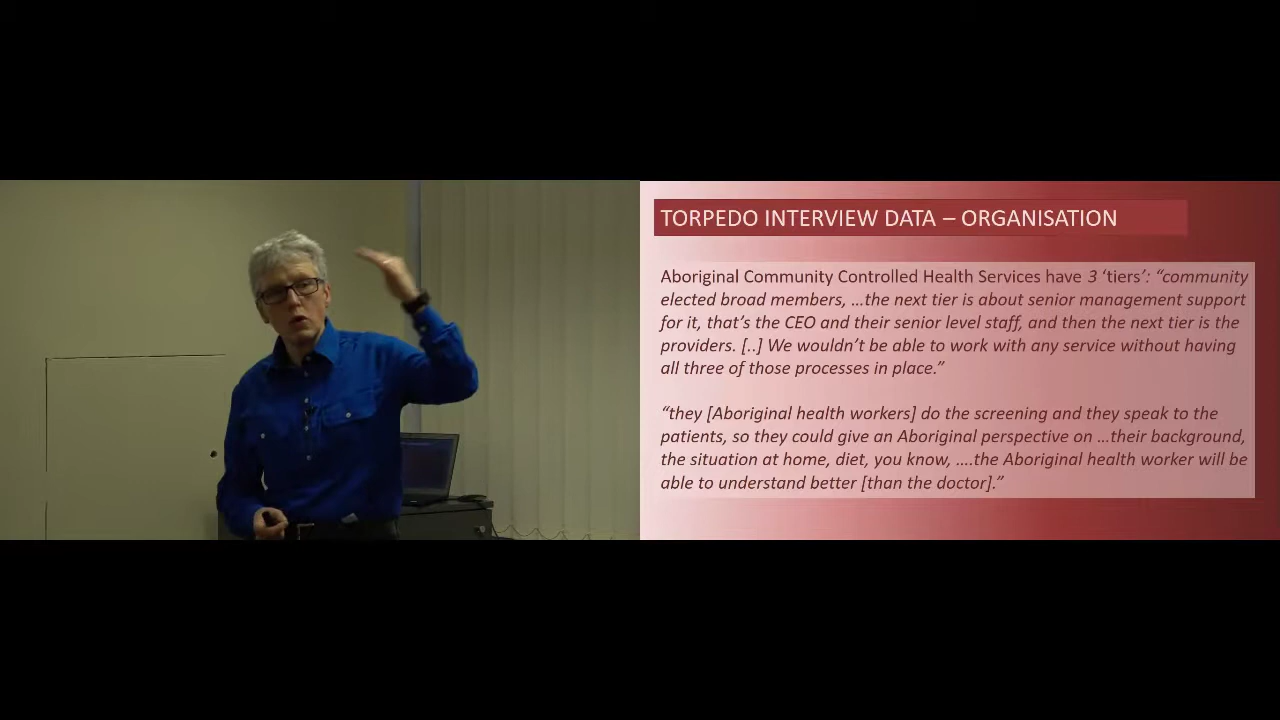 TORPEDO INTERVIEW DATA – ORGANISATION
Aboriginal Community Controlled Health Services have 3 ‘tiers’: “community
elected broad members, …the next tier is about senior management support
for it, that’s the CEO and their senior level staff, and then the next tier is the
providers. [..] We wouldn’t be able to work with any service without having
all three of those processes in place.”
“they [Aboriginal health workers] do the screening and they speak to the
patients, so they could give an Aboriginal perspective on …their background,
the situation at home, diet, you know, ….the Aboriginal health worker will be
able to understand better [than the doctor].”